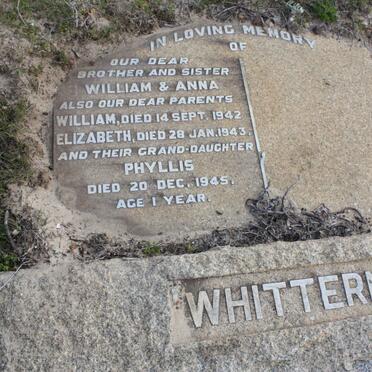 IN LOVING MEMORY
OF
OUR DEAR
BROTHER AND SISTER
WILLIAM & ANNA
ALSO OUR DEAR PARENTS
WILLIAM, DIED 14 SEPT. 1942
ELIZABETH, DIED 28 JAN. 1943.
AND THEIR GRAND-DAUGHTER
PHYLLIS
DIED 20 DEC. 1945.
AGE 1 YEAR.
WHITTER